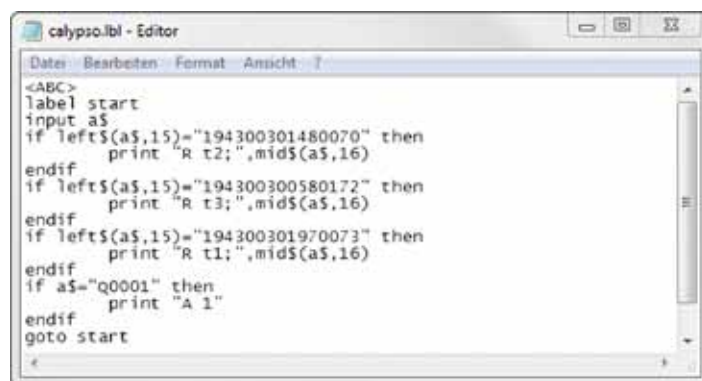 calypso.lbl - Editor
Datei Bearbeiten Format Ansicht ?
<ABC>
label start
input a$
if left$(a$,15)="194300301480070" then
print "R t2;",mid$(a$,16)
endif
if left$(a$,15)="194300300580172" then
print "R t3;",mid$(a$,16)
endif
if left$(a$,15)="194300301970073" then
print "R t1;",mid$(a$,16)
endif
if a$="Q0001" then
print "A 1"
endif
goto start